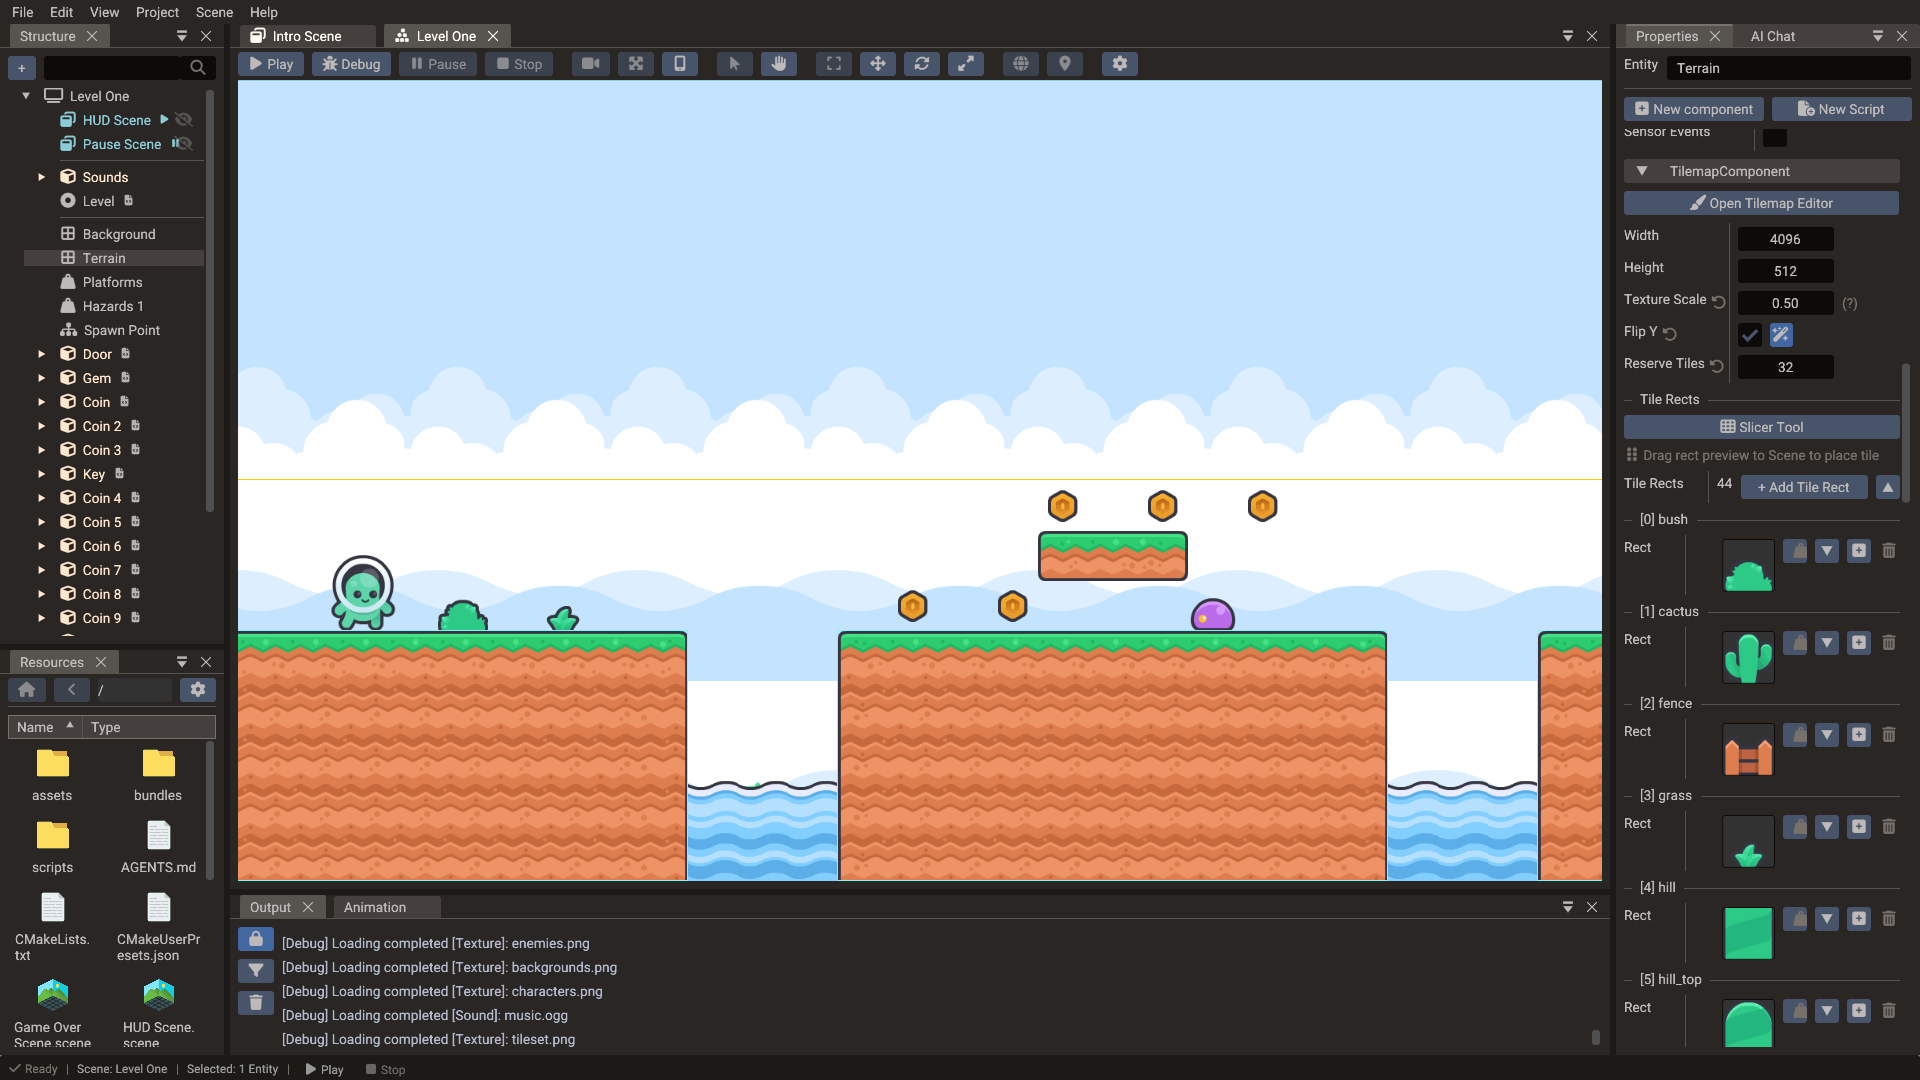 File Edit View Project Scene Help
Structure
Intro Scene
Level One
Properties
AI Chat
+
Play
Debug
Pause
Stop
Entity
Terrain
New component
New Script
Sensor Events
Level One
HUD Scene
Pause Scene
Sounds
Level
Background
Terrain
Platforms
Hazards 1
Spawn Point
Door
Gem
Coin
Coin 2
Coin 3
Key
Coin 4
Coin 5
Coin 6
Coin 7
Coin 8
Coin 9
TilemapComponent
Open Tilemap Editor
Width 4096
Height 512
Texture Scale 0.50 (?)
Flip Y
Reserve Tiles 32
Tile Rects
Slicer Tool
Drag rect preview to Scene to place tile
Tile Rects 44 + Add Tile Rect
[0] bush
Rect
[1] cactus
Rect
[2] fence
Rect
[3] grass
Rect
[4] hill
Rect
[5] hill_top
Rect
Resources
/
Name Type
assets
bundles
scripts
AGENTS.md
CMakeLists.
txt
CMakeUserPr
esets.json
Game Over
Scene.scene
HUD Scene.
scene
Output
Animation
[Debug] Loading completed [Texture]: enemies.png
[Debug] Loading completed [Texture]: backgrounds.png
[Debug] Loading completed [Texture]: characters.png
[Debug] Loading completed [Sound]: music.ogg
[Debug] Loading completed [Texture]: tileset.png
Ready | Scene: Level One | Selected: 1 Entity | Play Stop